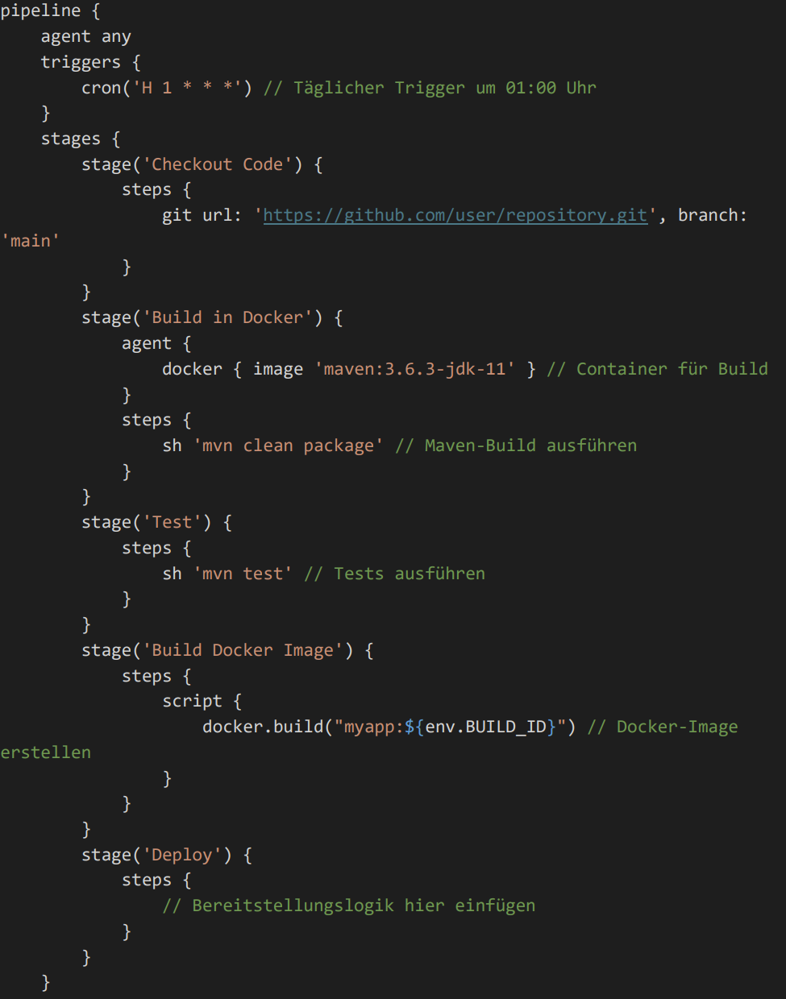 pipeline {
    agent any
    triggers {
        cron('H 1 * * *') // Täglicher Trigger um 01:00 Uhr
    }
    stages {
        stage('Checkout Code') {
            steps {
                git url: 'https://github.com/user/repository.git', branch:
'main'
            }
        }
        stage('Build in Docker') {
            agent {
                docker { image 'maven:3.6.3-jdk-11' } // Container für Build
            }
            steps {
                sh 'mvn clean package' // Maven-Build ausführen
            }
        }
        stage('Test') {
            steps {
                sh 'mvn test' // Tests ausführen
            }
        }
        stage('Build Docker Image') {
            steps {
                script {
                    docker.build("myapp:${env.BUILD_ID}") // Docker-Image
erstellen
                }
            }
        }
        stage('Deploy') {
            steps {
                // Bereitstellungslogik hier einfügen
            }
        }
    }